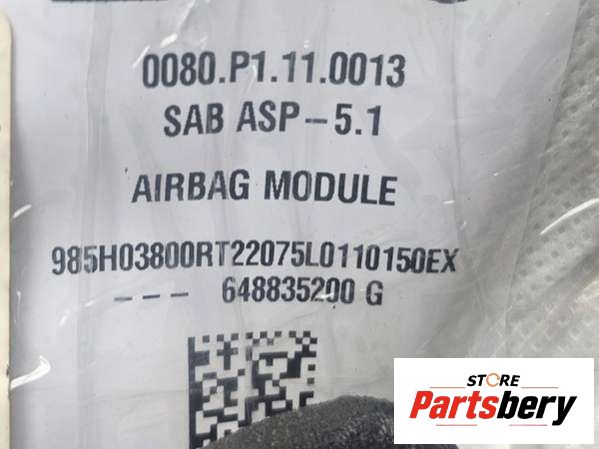 0080.P1.11.0013
SAB ASP-5.1
AIRBAG MODULE
985H03800RT22075L0110150EX
--- 648835200 G
STORE
Partsbery